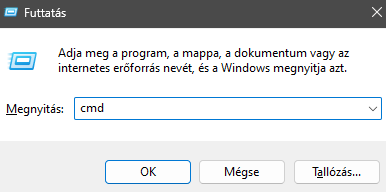 Futtatás
Adja meg a program, a mappa, a dokumentum vagy az
internetes erőforrás nevét, és a Windows megnyitja azt.
Megnyitás: cmd
OK Mégse Tallózás...